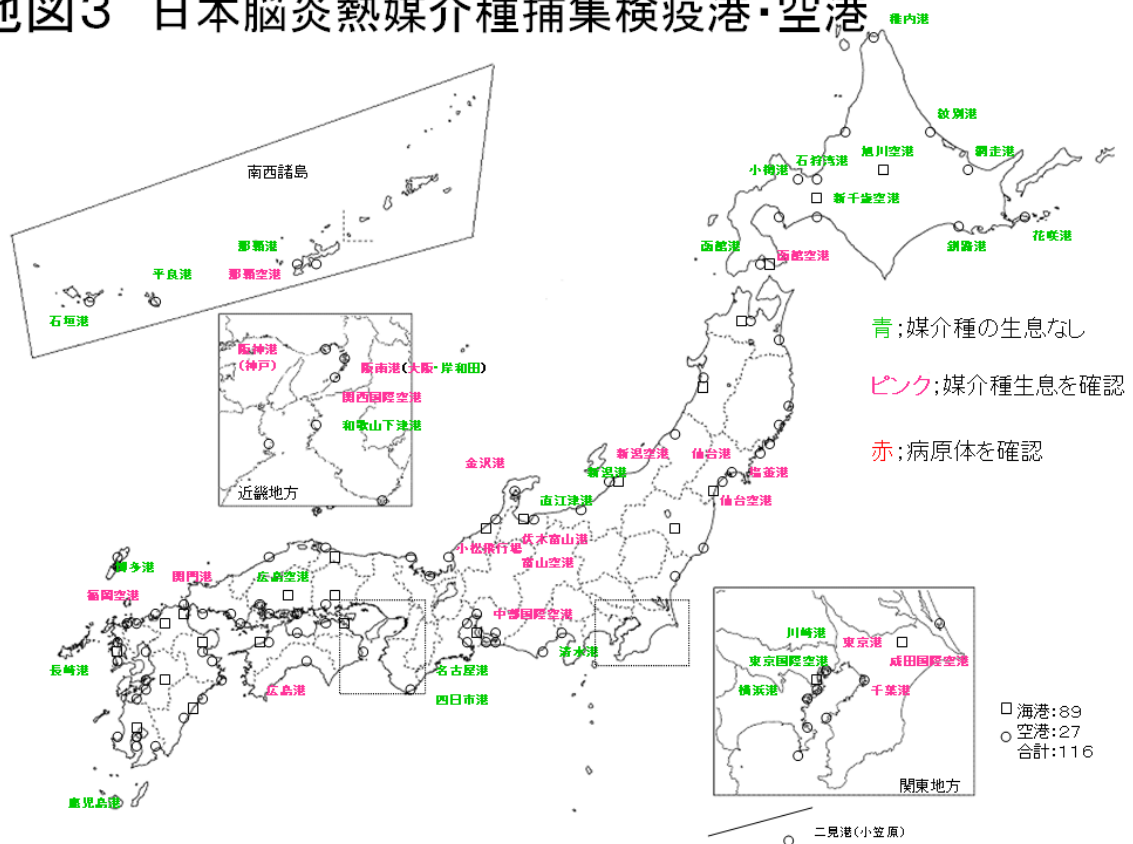 地図3 日本脳炎熱媒介種捕集検疫港・空港
稚内港
紋別港
網走港
旭川空港
石狩湾港
小樽港
新千歳空港
花咲港
釧路港
函館港
函館空港
南西諸島
那覇港
那覇空港
平良港
石垣港
青;媒介種の生息なし
ピンク;媒介種生息を確認
赤;病原体を確認
阪神港
(神戸)
阪南港(大阪・岸和田)
関西国際空港
和歌山下津港
近畿地方
金沢港
新潟空港
仙台港
新潟港
塩釜港
仙台空港
直江津港
伏木富山港
小松飛行場
富山空港
博多港
関門港
広島空港
福岡空港
中部国際空港
清水港
長崎港
広島港
名古屋港
四日市港
鹿児島港
川崎港
東京港
東京国際空港
成田国際空港
横浜港
千葉港
関東地方
□ 海港:89
○ 空港:27
合計:116
二見港(小笠原)